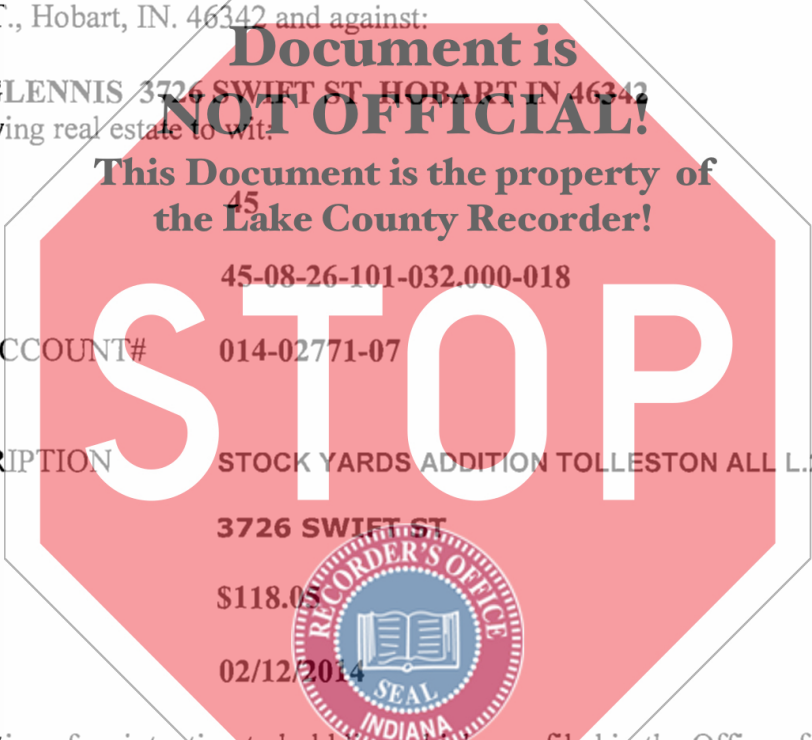 T., Hobart, IN. 46342 and against:
Document is
GLENNIS 3726 SWIFT ST HOBART IN 46342
NOT OFFICIAL!
ving real estate to wit:
This Document is the property of
45
the Lake County Recorder!
45-08-26-101-032.000-018
CCOUNT# 014-02771-07
STOP
RIPTION STOCK YARDS ADDITION TOLLESTON ALL L.
3726 SWIFT ST
RECORDER'S OFFICE
$118.05
02/12/2014
SEAL
INDIANA